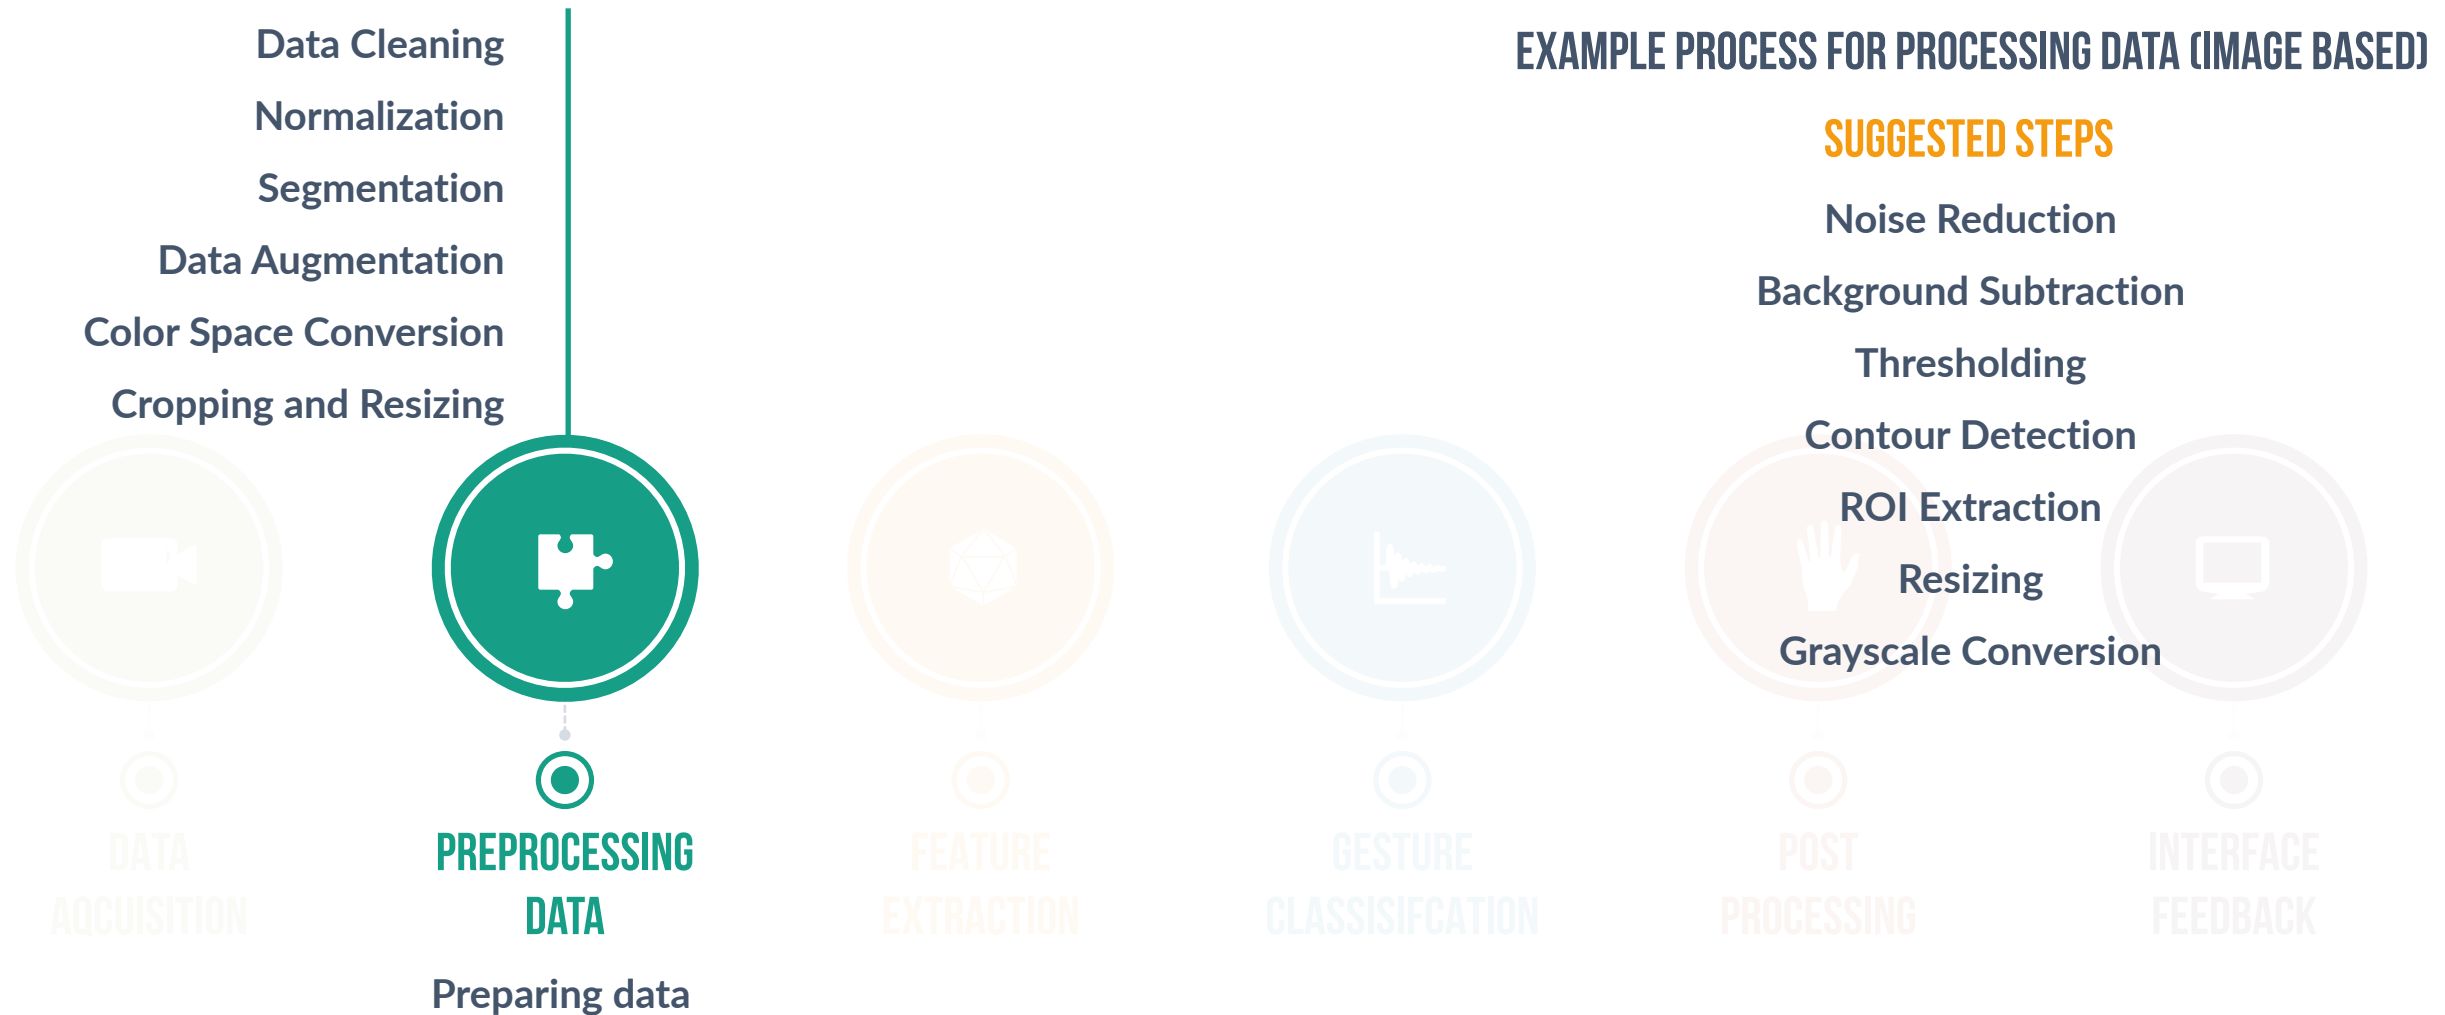 Data Cleaning
Normalization
Segmentation
Data Augmentation
Color Space Conversion
Cropping and Resizing
EXAMPLE PROCESS FOR PROCESSING DATA (IMAGE BASED)
SUGGESTED STEPS
Noise Reduction
Background Subtraction
Thresholding
Contour Detection
ROI Extraction
Resizing
Grayscale Conversion
DATA
AQCUISITION
PREPROCESSING
DATA
Preparing data
FEATURE
EXTRACTION
GESTURE
CLASSISIFCATION
POST
PROCESSING
INTERFACE
FEEDBACK